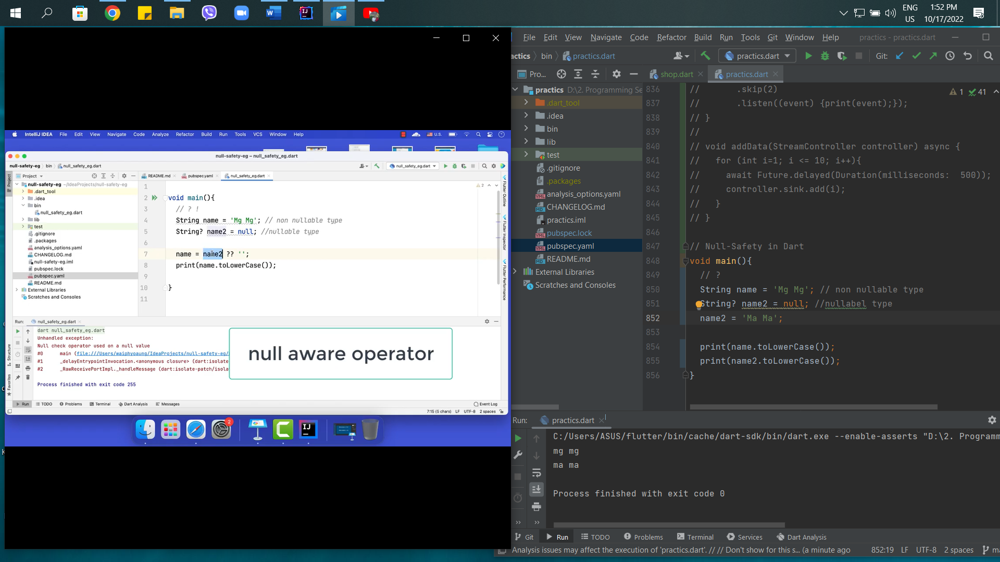 ENG
US
1:52 PM
10/17/2022
IntelliJ IDEA File Edit View Navigate Code Analyze Refactor Build Run Tools VCS Window Help
U.S.
null-safety-eg – null_safety_eg.dart
null-safety-eg bin null_safety_eg.dart
null_safety_eg.dart
Project
README.md pubspec.yaml null_safety_eg.dart
null-safety-eg ~/IdeaProjects/null-safety-eg
.dart_tool
.idea
bin
null_safety_eg.dart
lib
test
.gitignore
.packages
analysis_options.yaml
CHANGELOG.md
null-safety-eg.iml
pubspec.lock
pubspec.yaml
README.md
External Libraries
Scratches and Consoles
Project
Structure
Favorites
1
2 void main(){
3 // ? !
4 String name = 'Mg Mg'; // non nullable type
5 String? name2 = null; //nullable type
6
7 name = name2 ?? '';
8 print(name.toLowerCase());
9
10 }
11
2
Flutter Outline
Flutter Inspector
Flutter Performance
Run: null_safety_eg.dart
dart null_safety_eg.dart
Unhandled exception:
Null check operator used on a null value
#0 main (file:///Users/waiphyoaung/IdeaProjects/null-safety-eg/
#1 _delayEntrypointInvocation.<anonymous closure> (dart:isolate
#2 _RawReceivePortImpl._handleMessage (dart:isolate-patch/isola
Process finished with exit code 255
null aware operator
Run TODO Problems Terminal Dart Analysis Messages Event Log
7:15 (5 chars) LF UTF-8 2 spaces
2
File Edit View Navigate Code Refactor Build Run Tools Git Window Help practics - practics.dart
actics bin practics.dart
practics.dart Git:
Pro... shop.dart practics.dart
practics D:\2. Programming Se
.dart_tool
.idea
bin
lib
test
.gitignore
.packages
analysis_options.yaml
CHANGELOG.md
practics.iml
pubspec.lock
pubspec.yaml
README.md
External Libraries
Scratches and Consoles
1 41
836 // .skip(2)
837 // .listen((event) {print(event);});
838 // }
839 //
840 // void addData(StreamController controller) async {
841 // for (int i=1; i <= 10; i++){
842 // await Future.delayed(Duration(milliseconds: 500));
843 // controller.sink.add(i);
844 // }
845 // }
846
847 // Null-Safety in Dart
848 void main(){
849 // ?
850 String name = 'Mg Mg'; // non nullable type
851 String? name2 = null; //nullabel type
852 name2 = 'Ma Ma';
853
854 print(name.toLowerCase());
855 print(name2.toLowerCase());
856 }
Run: practics.dart
C:/Users/ASUS/flutter/bin/cache/dart-sdk/bin/dart.exe --enable-asserts "D:\2. Programm
mg mg
ma ma
Process finished with exit code 0
Git Run TODO Problems Terminal Services Dart Analysis
Analysis issues may affect the execution of 'practics.dart'. // // Don't show for this s... (a minute ago 852:19 LF UTF-8 2 spaces